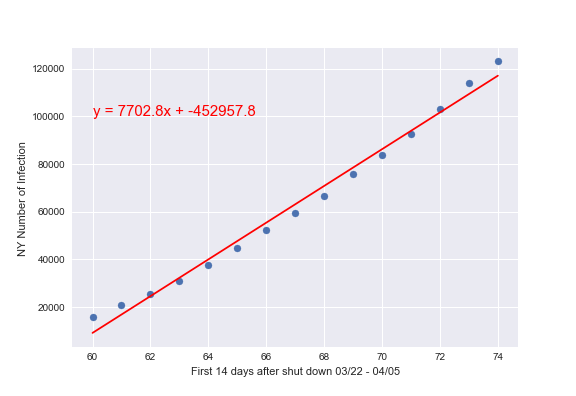 120000
100000
80000
60000
40000
20000
y = 7702.8x + -452957.8
NY Number of Infection
60 62 64 66 68 70 72 74
First 14 days after shut down 03/22 - 04/05